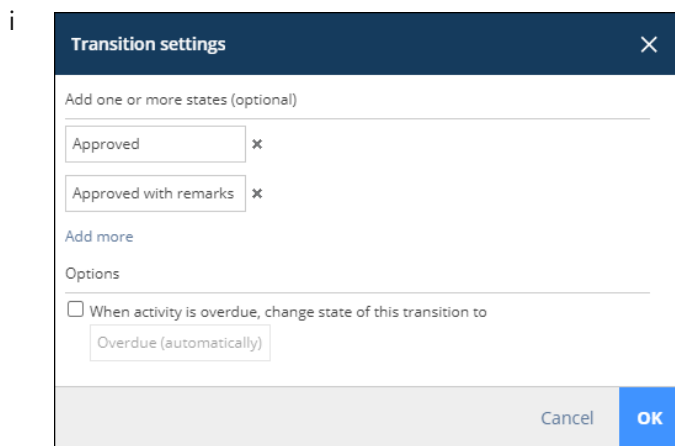 i
Transition settings
Add one or more states (optional)
Approved
Approved with remarks
Add more
Options
When activity is overdue, change state of this transition to
Overdue (automatically)
Cancel OK